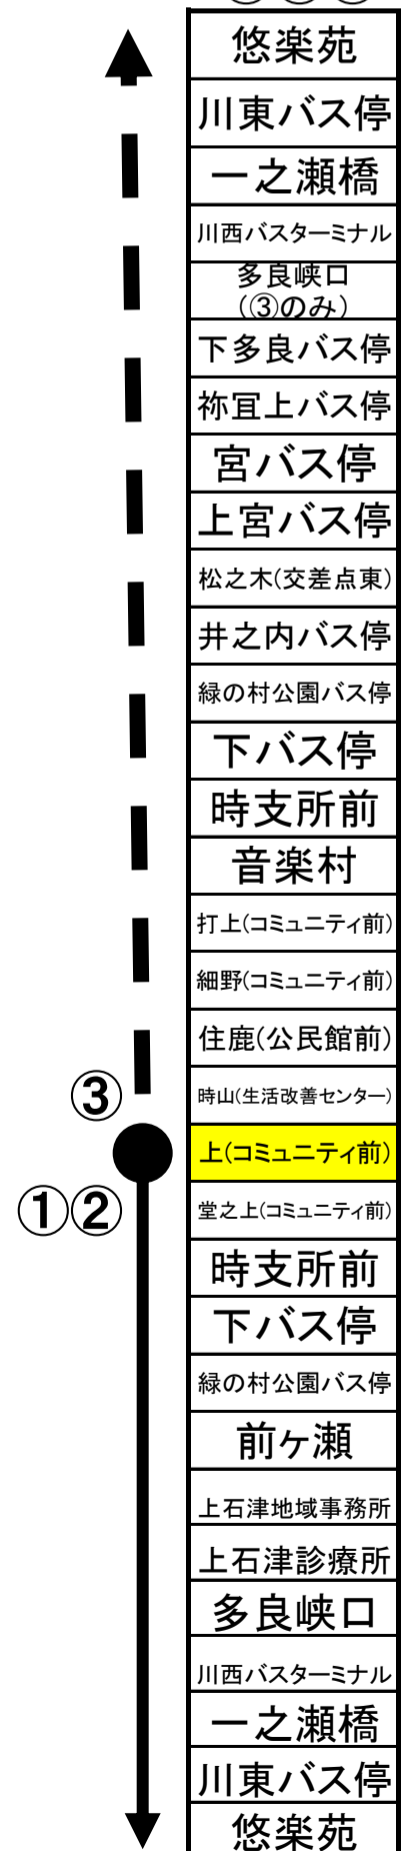 悠楽苑
川東バス停
一之瀬橋
川西バスターミナル
多良峡口
(③のみ)
下多良バス停
祢冝上バス停
宮バス停
上宮バス停
松之木(交差点東)
井之内バス停
緑の村公園バス停
下バス停
時支所前
音楽村
打上(コミュニティ前)
細野(コミュニティ前)
住鹿(公民館前)
③
時山(生活改善センター)
上(コミュニティ前)
①②
堂之上(コミュニティ前)
時支所前
下バス停
緑の村公園バス停
前ヶ瀬
上石津地域事務所
上石津診療所
多良峡口
川西バスターミナル
一之瀬橋
川東バス停
悠楽苑